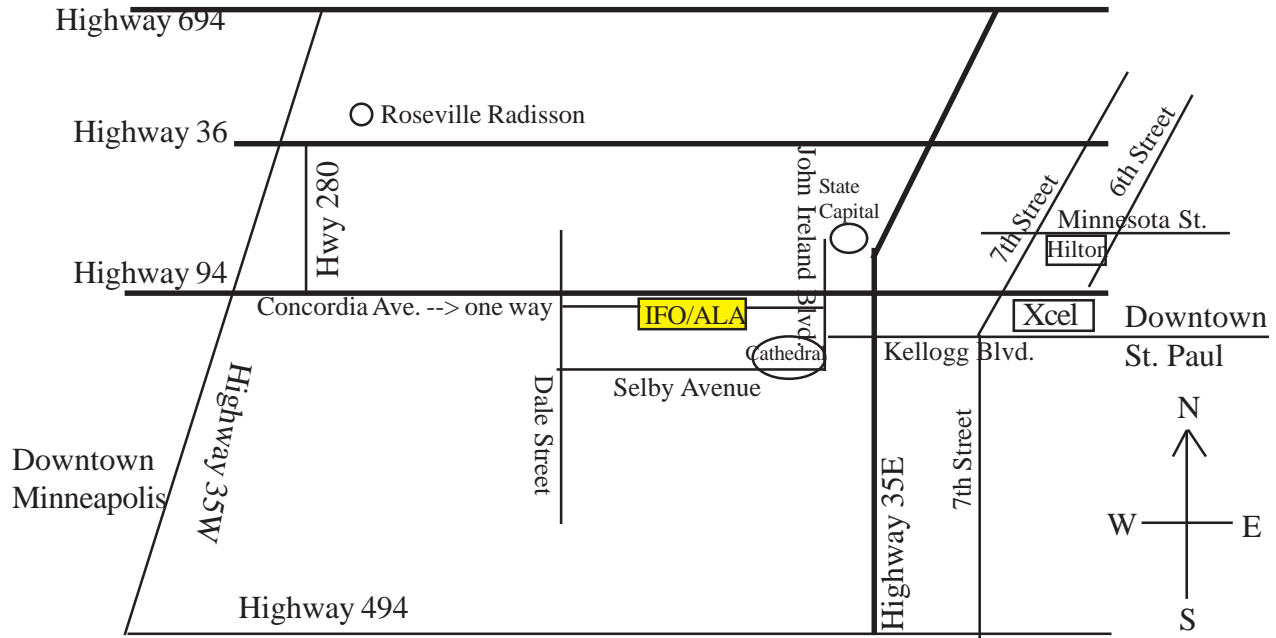 Highway 694
Roseville Radisson
Highway 36
John Ireland Blvd.
State
Capital
7th Street
6th Street
Hwy 280
Minnesota St.
Hilton
Highway 94
Concordia Ave. --> one way
IFO/ALA
Xcel
Downtown
St. Paul
Cathedral
Kellogg Blvd.
Selby Avenue
Highway 35W
Dale Street
7th Street
N
Downtown
Minneapolis
Highway 35E
W
E
S
Highway 494